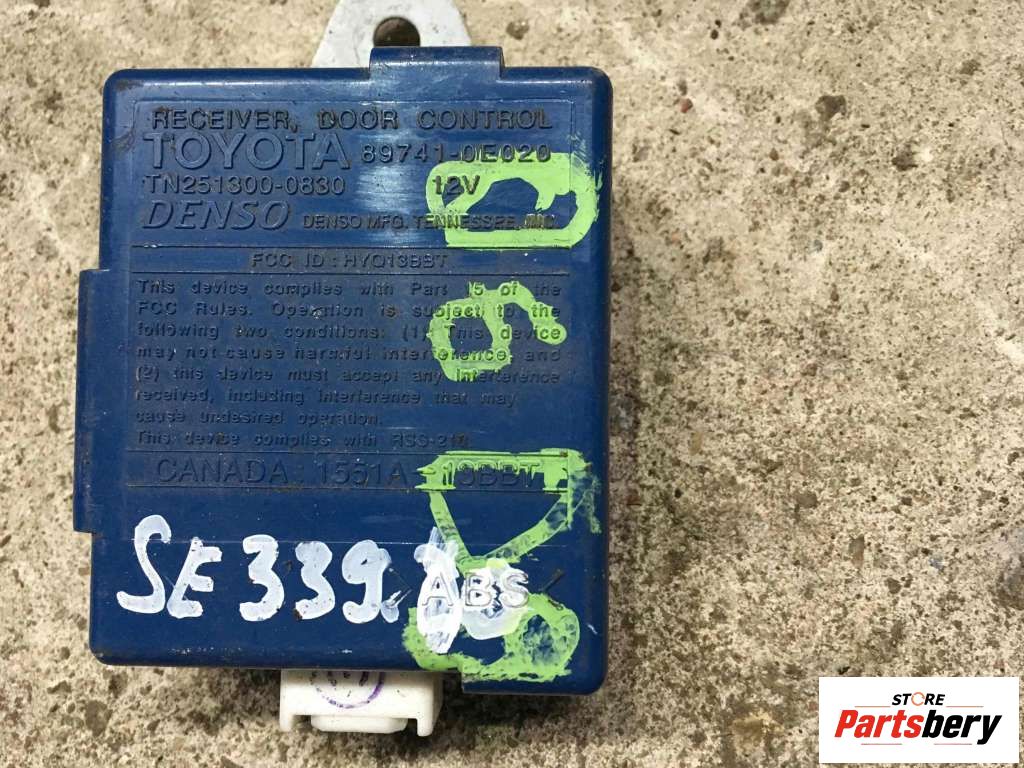 RECEIVER, DOOR CONTROL
TOYOTA 89741-0E020
TN251300-0830 12V
DENSO DENSO MFG. TENNESSEE, INC.
FCC ID : HYQ13BBT
This device complies with Part 15 of the
FCC Rules. Operation is subject to the
following two conditions: (1) This device
may not cause harmful interference, and
(2) this device must accept any interference
received, including interference that may
cause undesired operation.
This device complies with RSS-210
CANADA : 1551A-13BBT
SE 339.
ABS
STORE
Partsbery